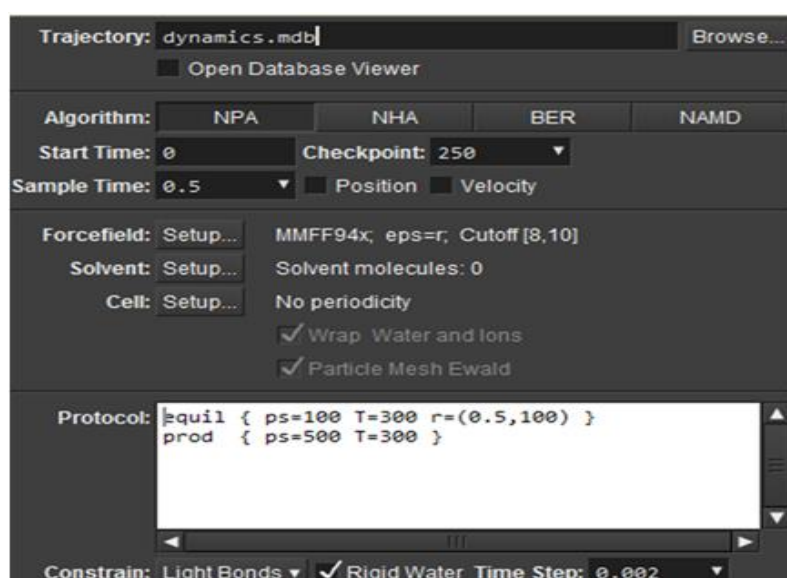 Trajectory: dynamics.mdb Browse...
Open Database Viewer
Algorithm: NPA NHA BER NAMD
Start Time: 0 Checkpoint: 250
Sample Time: 0.5 Position Velocity
Forcefield: Setup... MMFF94x; eps=r; Cutoff [8,10]
Solvent: Setup... Solvent molecules: 0
Cell: Setup... No periodicity
Wrap Water and Ions
Particle Mesh Ewald
Protocol: equil { ps=100 T=300 r=(0.5,100) }
prod { ps=500 T=300 }
Constrain: Light Bonds Rigid Water Time Step: 0.002